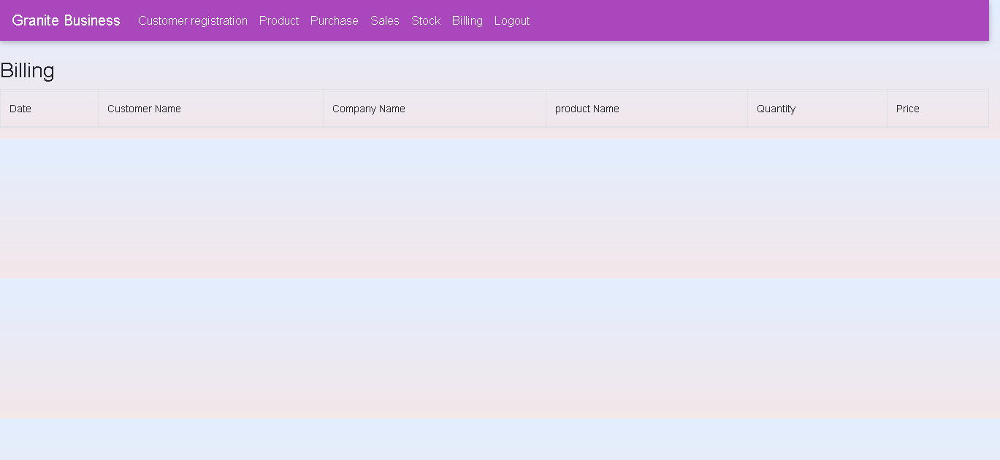 Granite Business Customer registration Product Purchase Sales Stock Billing Logout
Billing
Date Customer Name Company Name product Name Quantity Price